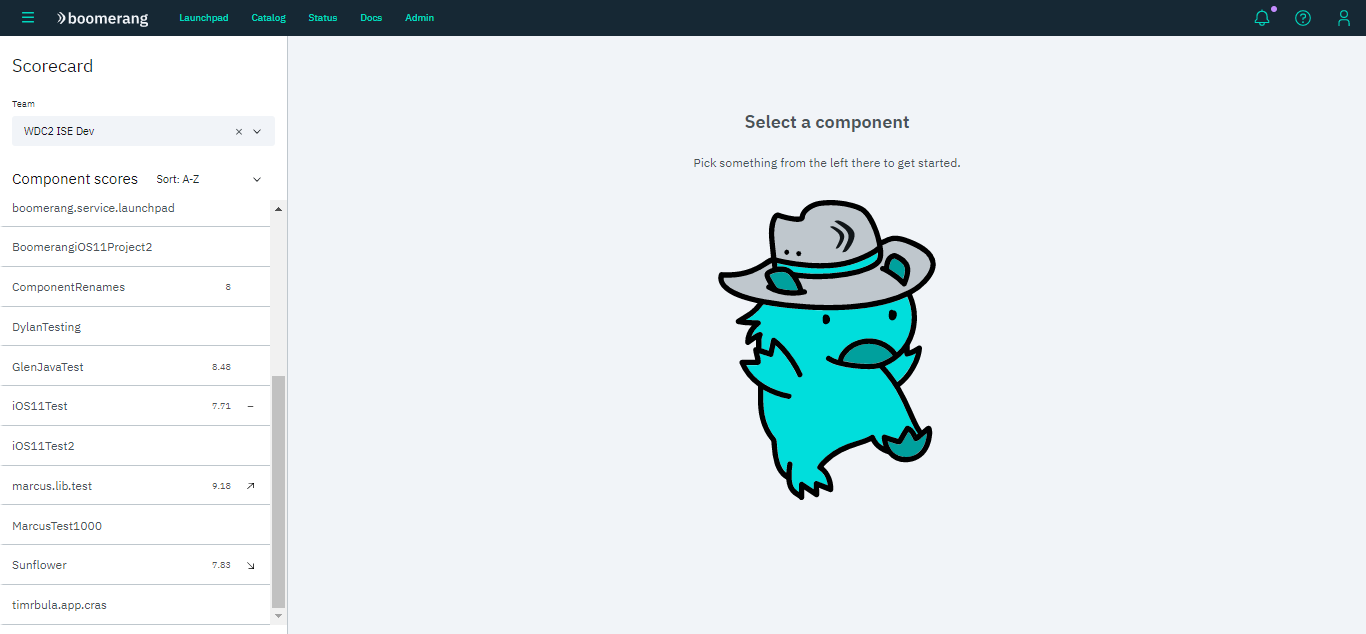 boomerang Launchpad Catalog Status Docs Admin
Scorecard
Team
WDC2 ISE Dev
Component scores Sort: A-Z
boomerang.service.launchpad
BoomerangiOS11Project2
ComponentRenames 8
DylanTesting
GlenJavaTest 8.48
iOS11Test 7.71 –
iOS11Test2
marcus.lib.test 9.18
MarcusTest1000
Sunflower 7.83
timrbula.app.cras
Select a component
Pick something from the left there to get started.